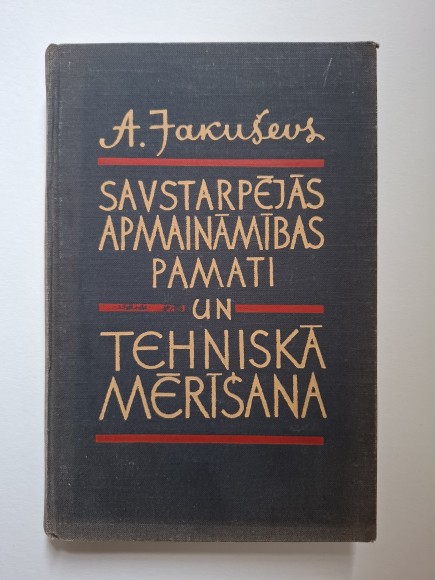 A. Jakuševs
SAVSTARPĒJĀS
APMAINĀMĪBAS
PAMATI
UN
TEHNISKĀ
MĒRĪŠANA